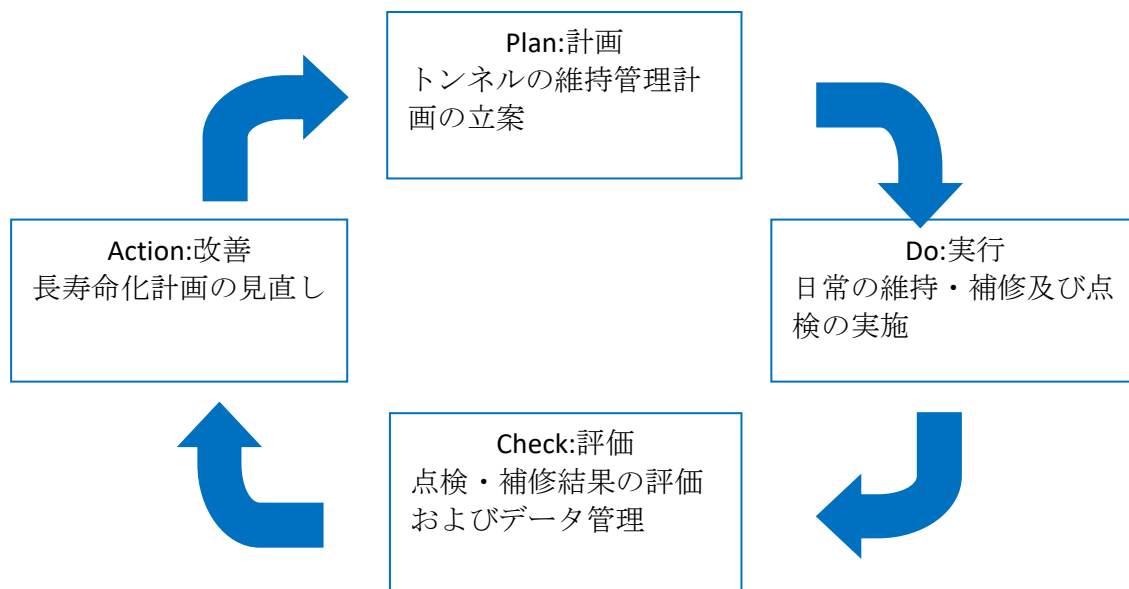 Plan:計画
トンネルの維持管理計
画の立案
Action:改善
長寿命化計画の見直し
Do:実行
日常の維持・補修及び点
検の実施
Check:評価
点検・補修結果の評価
およびデータ管理